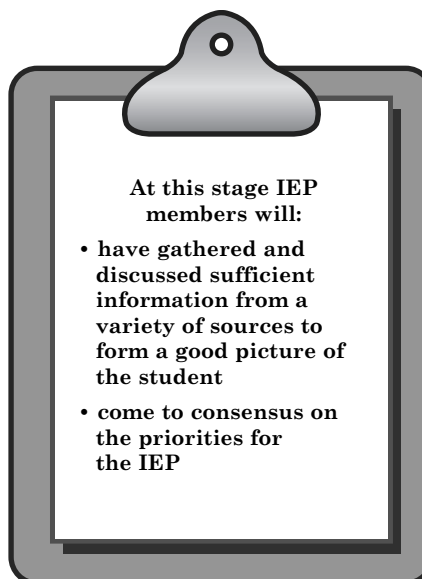 At this stage IEP
members will:
• have gathered and
discussed sufficient
information from a
variety of sources to
form a good picture of
the student
• come to consensus on
the priorities for
the IEP